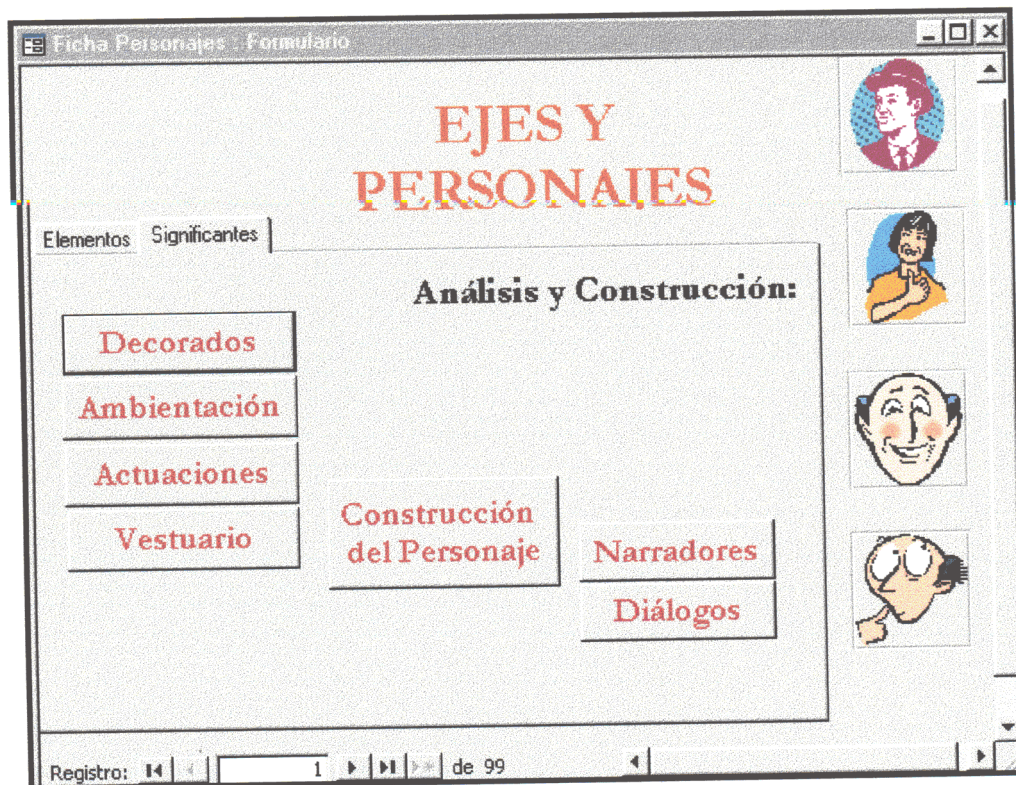 Ficha Personajes : Formulario
EJES Y
PERSONAJES
Elementos Significantes
Análisis y Construcción:
Decorados
Ambientación
Actuaciones
Vestuario
Construcción
del Personaje
Narradores
Diálogos
Registro: 1 de 99